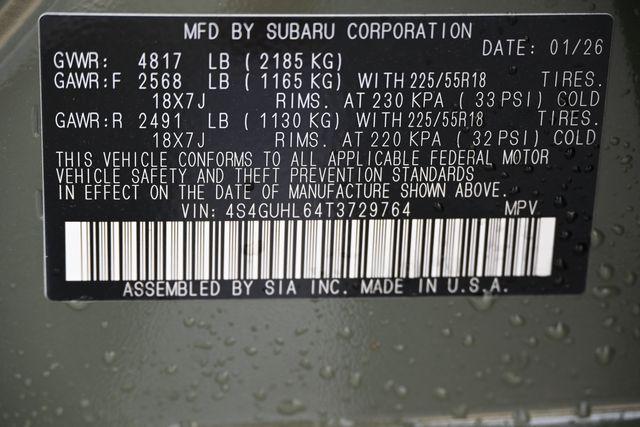 MFD BY SUBARU CORPORATION
DATE: 01/26
GVWR: 4817 LB ( 2185 KG)
GAWR:F 2568 LB ( 1165 KG) WITH 225/55R18 TIRES.
18X7J RIMS. AT 230 KPA ( 33 PSI) COLD
GAWR:R 2491 LB ( 1130 KG) WITH 225/55R18 TIRES.
18X7J RIMS. AT 220 KPA ( 32 PSI) COLD
THIS VEHICLE CONFORMS TO ALL APPLICABLE FEDERAL MOTOR
VEHICLE SAFETY AND THEFT PREVENTION STANDARDS
IN EFFECT ON THE DATE OF MANUFACTURE SHOWN ABOVE.
VIN: 4S4GUHL64T3729764 MPV
ASSEMBLED BY SIA INC. MADE IN U.S.A.